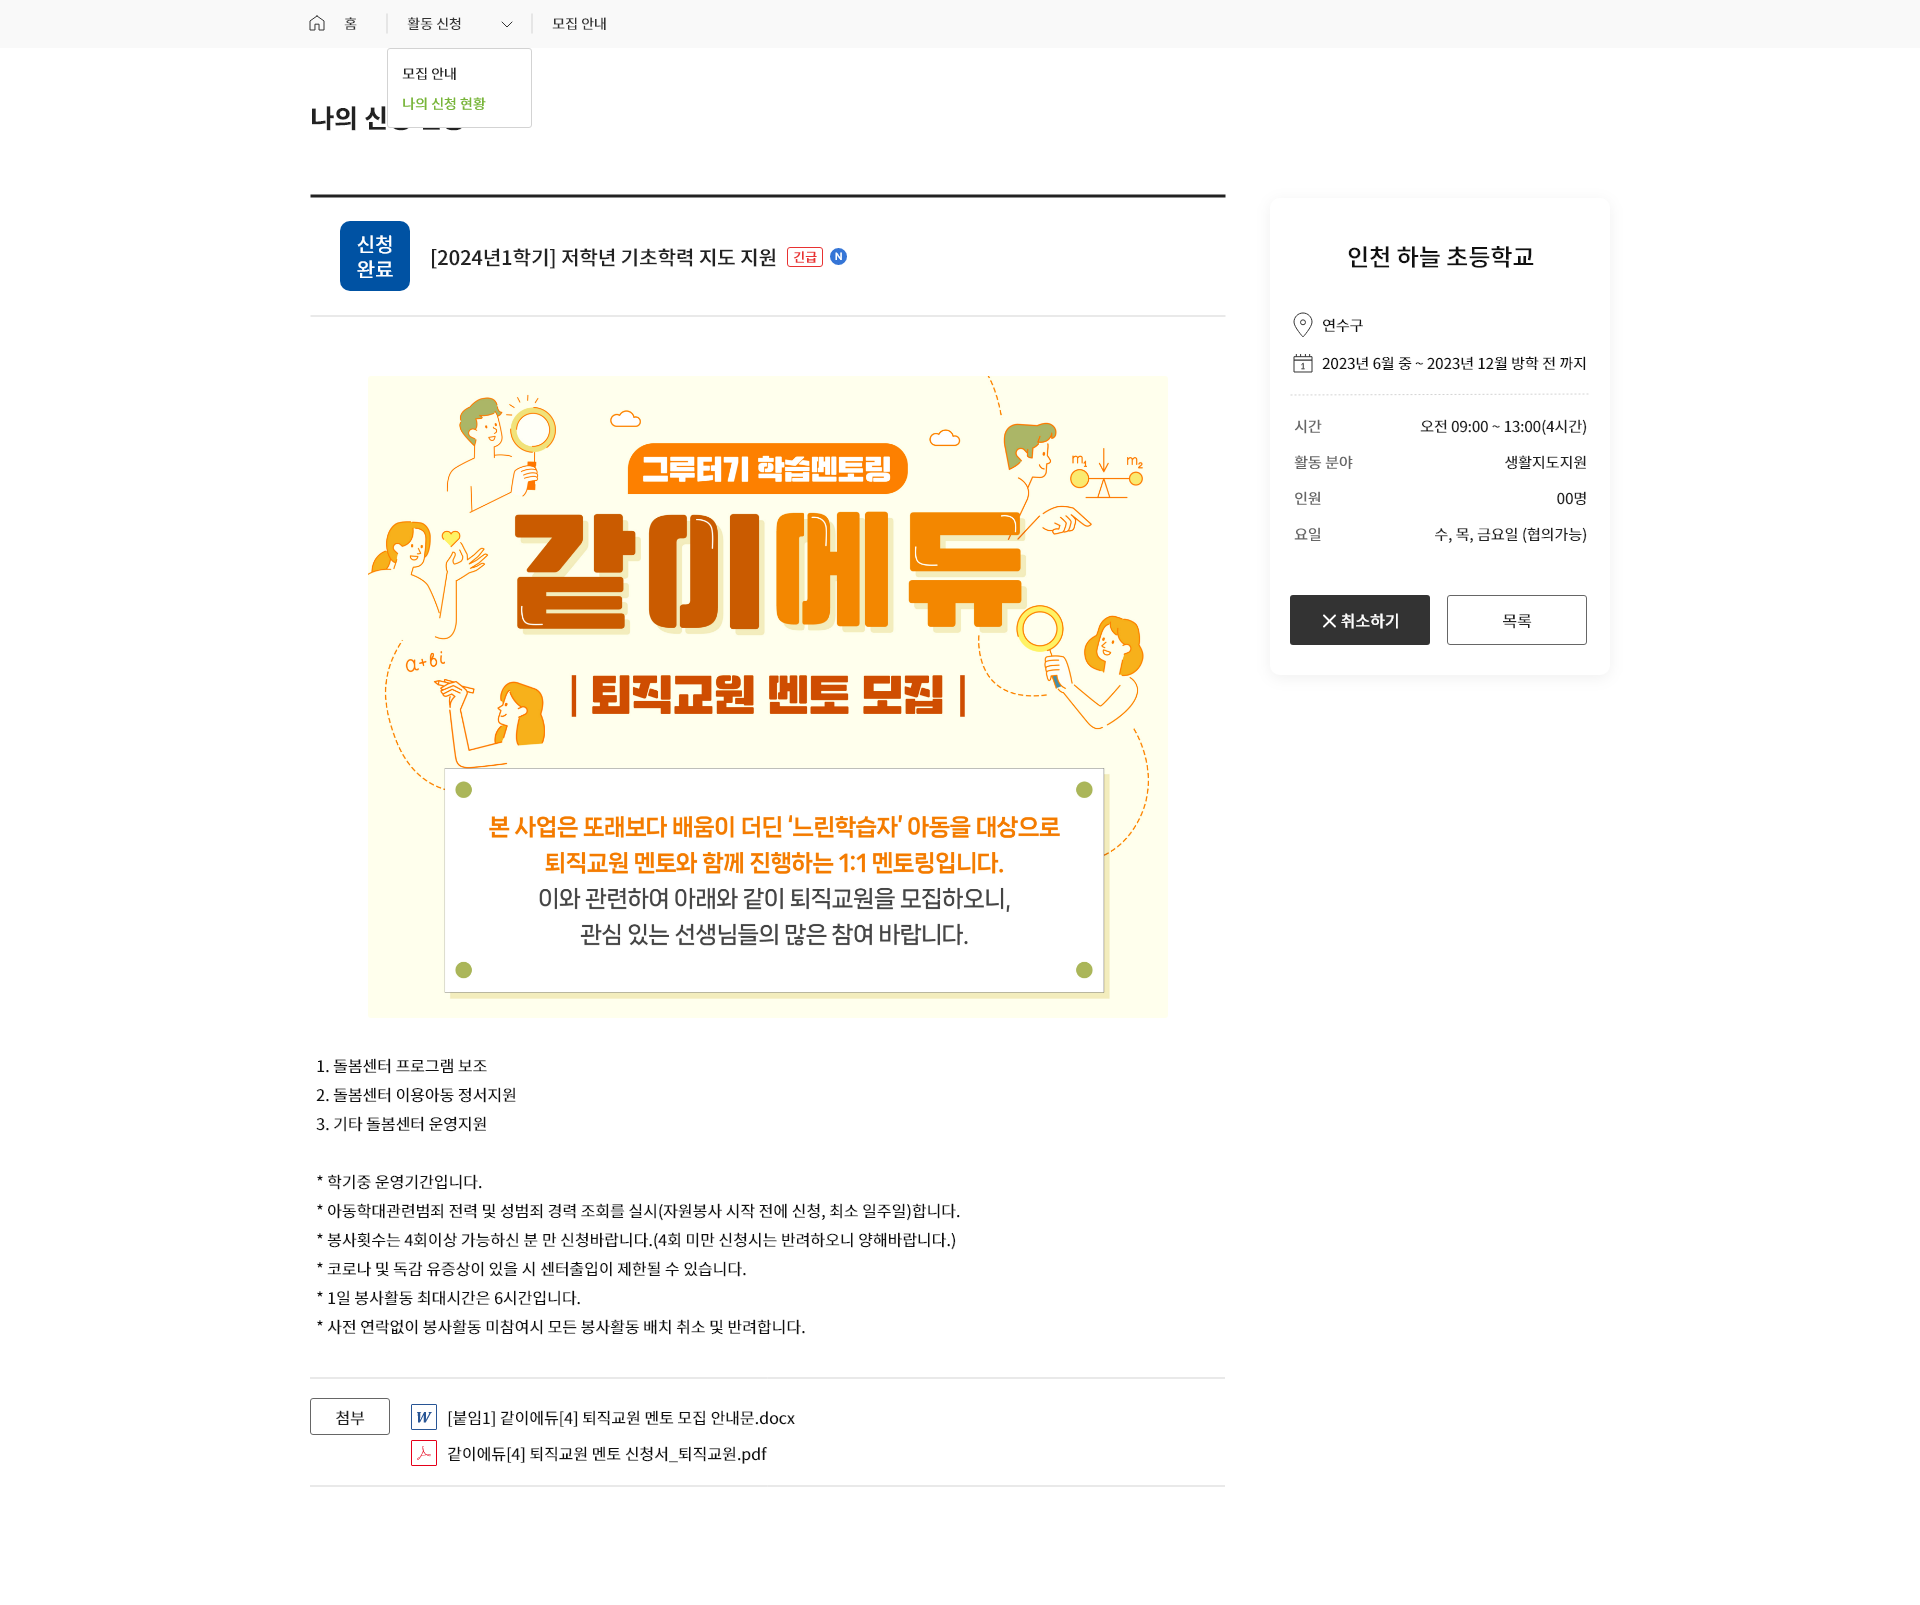 홈
활동 신청
모집 안내
모집 안내
나의 신청 현황
나의 신
신청
완료
[2024년1학기] 저학년 기초학력 지도 지원 긴급 N
인천 하늘 초등학교
연수구
1 2023년 6월 중 ~ 2023년 12월 방학 전 까지
시간 오전 09:00 ~ 13:00(4시간)
활동 분야 생활지도지원
인원 00명
요일 수, 목, 금요일 (협의가능)
취소하기
목록
그루터기 학습멘토링
m1 m2
같이에듀
a+bi
| 퇴직교원 멘토 모집 |
본 사업은 또래보다 배움이 더딘 ‘느린학습자’ 아동을 대상으로
퇴직교원 멘토와 함께 진행하는 1:1 멘토링입니다.
이와 관련하여 아래와 같이 퇴직교원을 모집하오니,
관심 있는 선생님들의 많은 참여 바랍니다.
1. 돌봄센터 프로그램 보조
2. 돌봄센터 이용아동 정서지원
3. 기타 돌봄센터 운영지원
* 학기중 운영기간입니다.
* 아동학대관련범죄 전력 및 성범죄 경력 조회를 실시(자원봉사 시작 전에 신청, 최소 일주일)합니다.
* 봉사횟수는 4회이상 가능하신 분 만 신청바랍니다.(4회 미만 신청시는 반려하오니 양해바랍니다.)
* 코로나 및 독감 유증상이 있을 시 센터출입이 제한될 수 있습니다.
* 1일 봉사활동 최대시간은 6시간입니다.
* 사전 연락없이 봉사활동 미참여시 모든 봉사활동 배치 취소 및 반려합니다.
첨부
W [붙임1] 같이에듀[4] 퇴직교원 멘토 모집 안내문.docx
같이에듀[4] 퇴직교원 멘토 신청서_퇴직교원.pdf